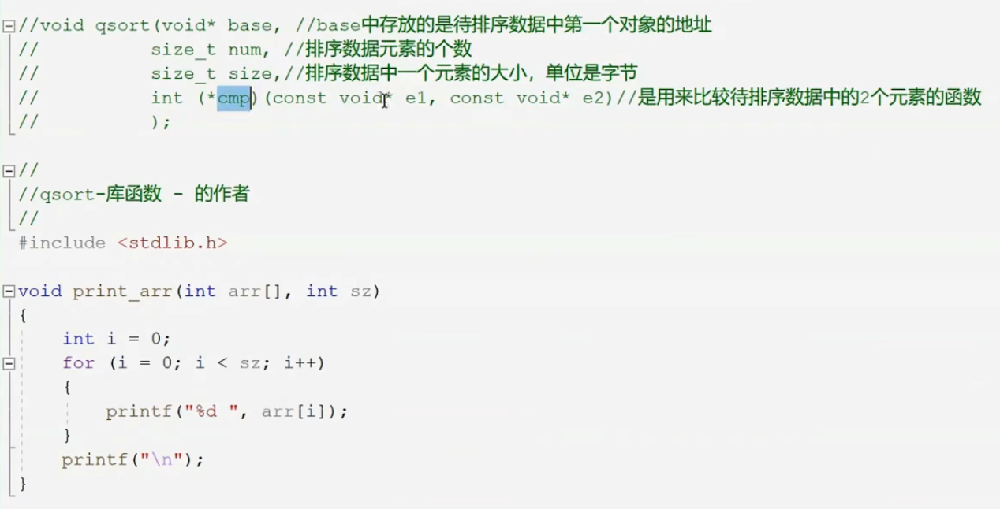 //void qsort(void* base, //base中存放的是待排序数据中第一个对象的地址
//          size_t num, //排序数据元素的个数
//          size_t size,//排序数据中一个元素的大小，单位是字节
//          int (*cmp)(const void* e1, const void* e2)//是用来比较待排序数据中的2个元素的函数
//          );
//
//qsort-库函数 - 的作者
//
#include <stdlib.h>
void print_arr(int arr[], int sz)
{
    int i = 0;
    for (i = 0; i < sz; i++)
    {
        printf("%d ", arr[i]);
    }
    printf("\n");
}